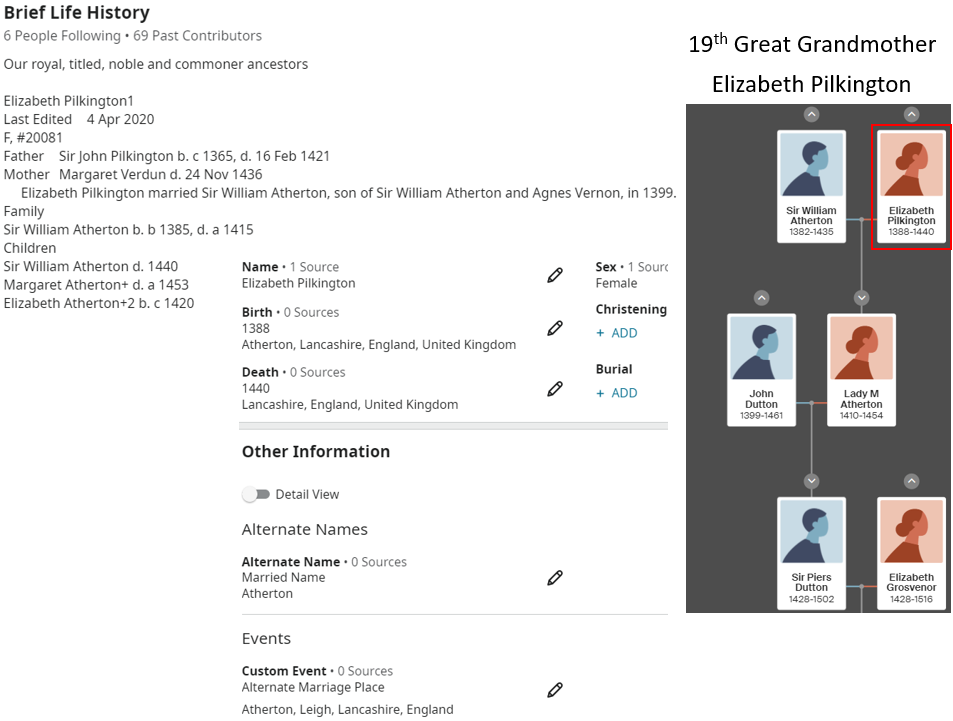 Brief Life History
6 People Following • 69 Past Contributors
Our royal, titled, noble and commoner ancestors
Elizabeth Pilkington1
Last Edited 4 Apr 2020
F, #20081
Father Sir John Pilkington b. c 1365, d. 16 Feb 1421
Mother Margaret Verdun d. 24 Nov 1436
Elizabeth Pilkington married Sir William Atherton, son of Sir William Atherton and Agnes Vernon, in 1399.
Family
Sir William Atherton b. b 1385, d. a 1415
Children
Sir William Atherton d. 1440
Margaret Atherton+ d. a 1453
Elizabeth Atherton+2 b. c 1420
Name • 1 Source
Elizabeth Pilkington
Birth • 0 Sources
1388
Atherton, Lancashire, England, United Kingdom
Death • 0 Sources
1440
Lancashire, England, United Kingdom
Sex • 1 Sourc
Female
Christening
+ ADD
Burial
+ ADD
Other Information
Detail View
Alternate Names
Alternate Name • 0 Sources
Married Name
Atherton
Events
Custom Event • 0 Sources
Alternate Marriage Place
Atherton, Leigh, Lancashire, England
19th Great Grandmother
Elizabeth Pilkington
Sir William
Atherton
1382-1435
Elizabeth
Pilkington
1388-1440
John
Dutton
1399-1461
Lady M
Atherton
1410-1454
Sir Piers
Dutton
1428-1502
Elizabeth
Grosvenor
1428-1516